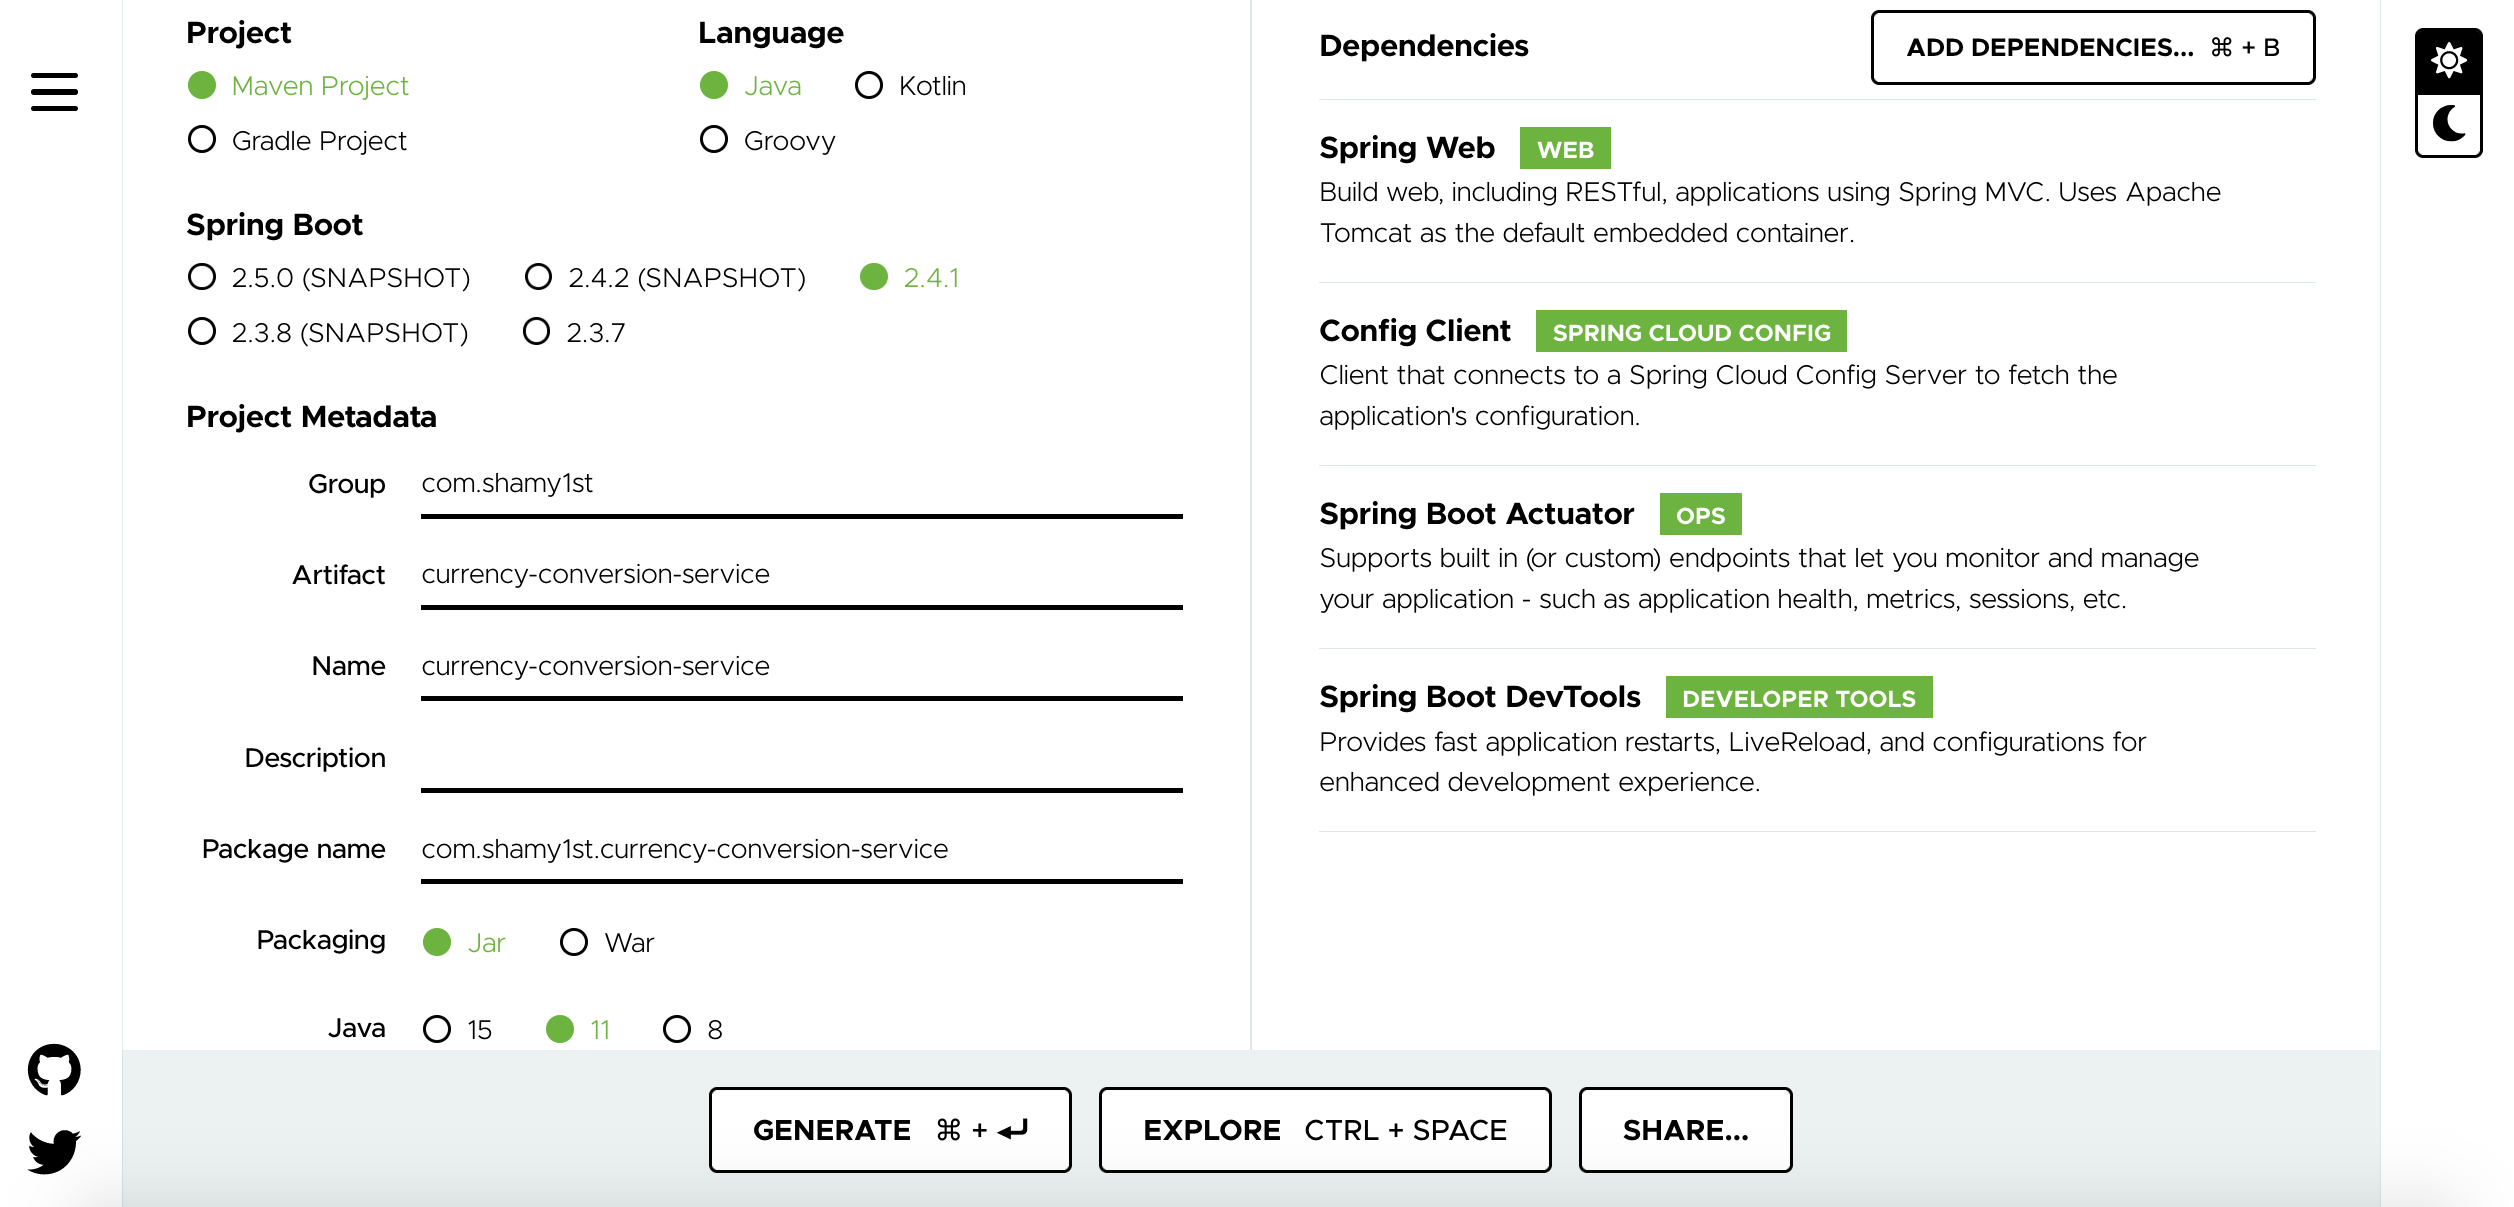 Project
Maven Project
Gradle Project
Language
Java Kotlin
Groovy
Spring Boot
2.5.0 (SNAPSHOT) 2.4.2 (SNAPSHOT) 2.4.1
2.3.8 (SNAPSHOT) 2.3.7
Project Metadata
Group com.shamy1st
Artifact currency-conversion-service
Name currency-conversion-service
Description
Package name com.shamy1st.currency-conversion-service
Packaging Jar War
Java 15 11 8
Dependencies ADD DEPENDENCIES... ⌘ + B
Spring Web WEB
Build web, including RESTful, applications using Spring MVC. Uses Apache
Tomcat as the default embedded container.
Config Client SPRING CLOUD CONFIG
Client that connects to a Spring Cloud Config Server to fetch the
application's configuration.
Spring Boot Actuator OPS
Supports built in (or custom) endpoints that let you monitor and manage
your application - such as application health, metrics, sessions, etc.
Spring Boot DevTools DEVELOPER TOOLS
Provides fast application restarts, LiveReload, and configurations for
enhanced development experience.
GENERATE ⌘ + ↵ EXPLORE CTRL + SPACE SHARE...